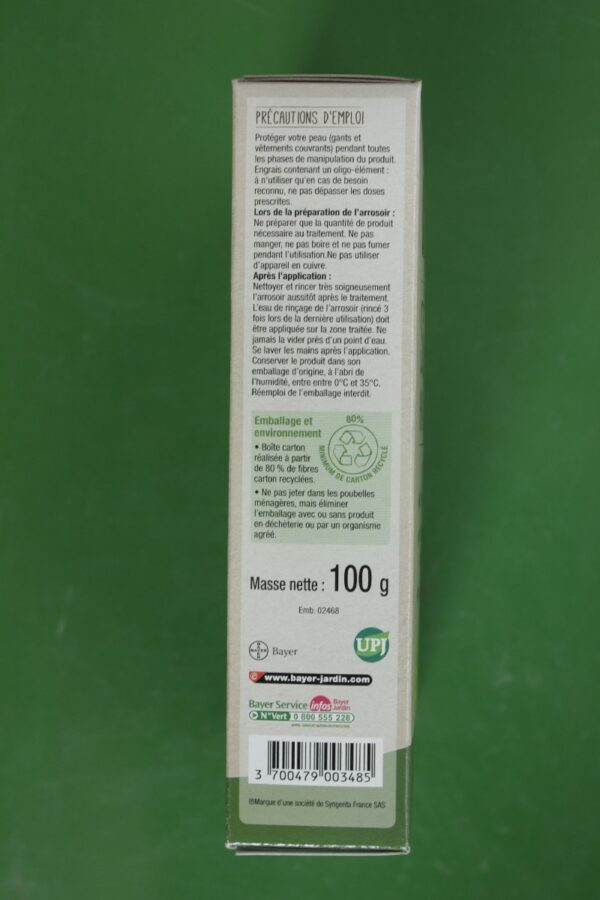 PRÉCAUTIONS D'EMPLOI
Protéger votre peau (gants et
vêtements couvrants) pendant toutes
les phases de manipulation du produit.
Engrais contenant un oligo-élément :
à n'utiliser qu'en cas de besoin
reconnu, ne pas dépasser les doses
prescrites.
Lors de la préparation de l'arrosoir :
Ne préparer que la quantité de produit
nécessaire au traitement. Ne pas
manger, ne pas boire et ne pas fumer
pendant l'utilisation.Ne pas utiliser
d'appareil en cuivre.
Après l'application :
Nettoyer et rincer très soigneusement
l'arrosoir aussitôt après le traitement.
L'eau de rinçage de l'arrosoir (rincé 3
fois lors de la dernière utilisation) doit
être appliquée sur la zone traitée. Ne
jamais la vider près d'un point d'eau.
Se laver les mains après l'application.
Conserver le produit dans son
emballage d'origine, à l'abri de
l'humidité, entre entre 0°C et 35°C.
Réemploi de l'emballage interdit.
Emballage et
environnement
• Boîte carton
réalisée à partir
de 80 % de fibres
carton recyclées.
80%
MINIMUM DE CARTON RECYCLÉ
• Ne pas jeter dans les poubelles
ménagères, mais éliminer
l'emballage avec ou sans produit
en déchèterie ou par un organisme
agréé.
Masse nette : 100 g
Emb. 02468
BAYER Bayer
UPJ
www.bayer-jardin.com
Bayer Service infos Bayer Jardin
N°Vert 0 800 555 228
3 700479 003485
®Marque d'une société de Syngenta France SAS